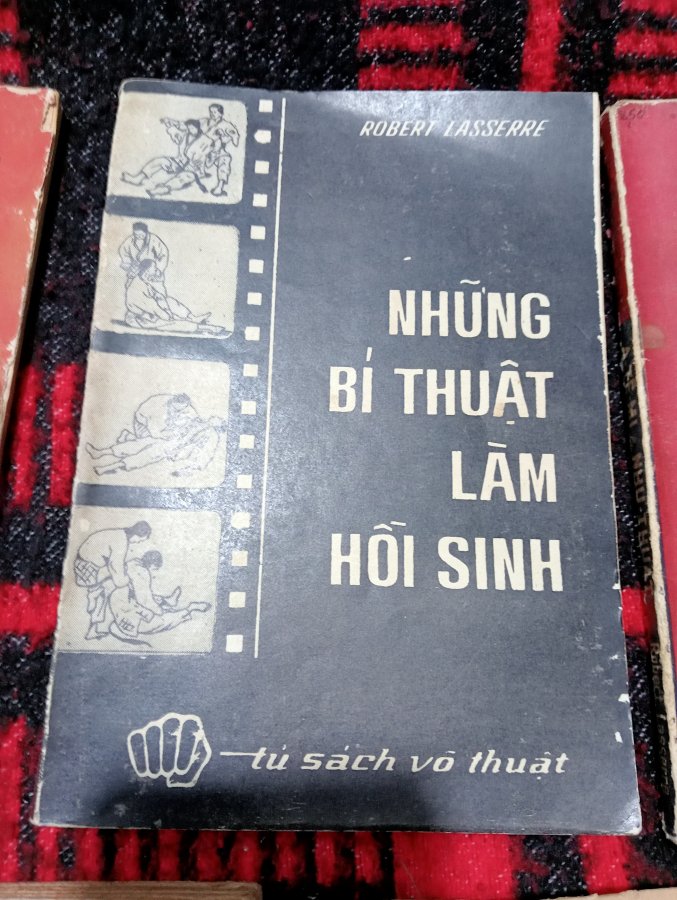 ROBERT LASSERRE
NHỮNG
BÍ THUẬT
LÀM
HỒI SINH
tủ sách võ thuật